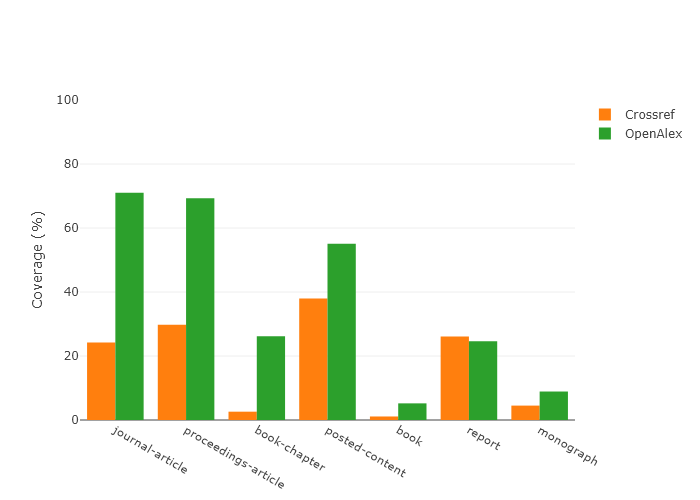 Coverage (%)
100
80
60
40
20
0
journal-article
proceedings-article
book-chapter
posted-content
book
report
monograph
Crossref
OpenAlex